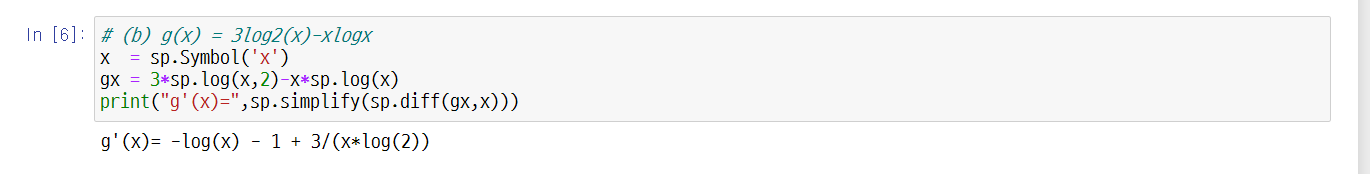 In [6]: # (b) g(x) = 3log2(x)-xlogx
x  = sp.Symbol('x')
gx = 3*sp.log(x,2)-x*sp.log(x)
print("g'(x)=",sp.simplify(sp.diff(gx,x)))
g'(x)= -log(x) - 1 + 3/(x*log(2))